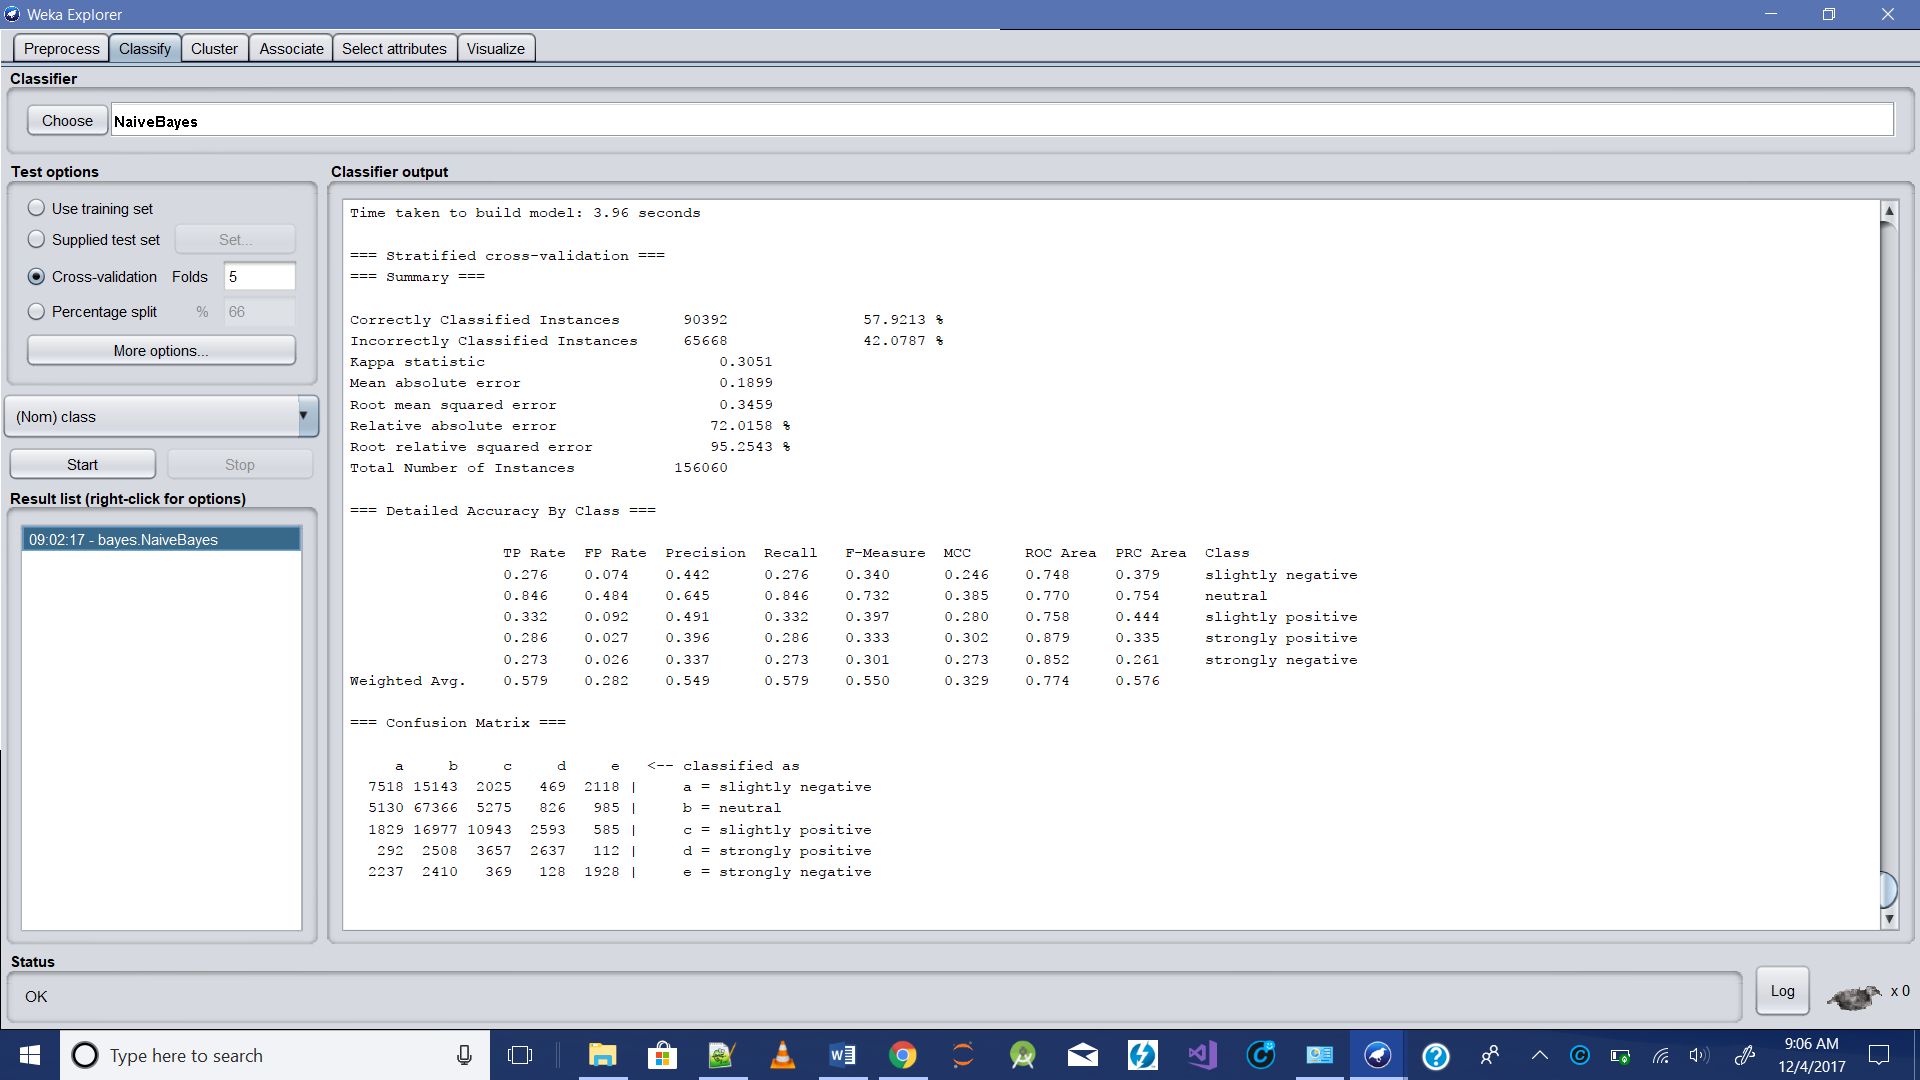 Weka Explorer
Preprocess Classify Cluster Associate Select attributes Visualize
Classifier
Choose NaiveBayes
Test options
Use training set
Supplied test set Set...
Cross-validation Folds 5
Percentage split % 66
More options...
(Nom) class
Start Stop
Result list (right-click for options)
09:02:17 - bayes.NaiveBayes
Classifier output
Time taken to build model: 3.96 seconds
=== Stratified cross-validation ===
=== Summary ===
Correctly Classified Instances 90392 57.9213 %
Incorrectly Classified Instances 65668 42.0787 %
Kappa statistic 0.3051
Mean absolute error 0.1899
Root mean squared error 0.3459
Relative absolute error 72.0158 %
Root relative squared error 95.2543 %
Total Number of Instances 156060
=== Detailed Accuracy By Class ===
TP Rate FP Rate Precision Recall F-Measure MCC ROC Area PRC Area Class
0.276 0.074 0.442 0.276 0.340 0.246 0.748 0.379 slightly negative
0.846 0.484 0.645 0.846 0.732 0.385 0.770 0.754 neutral
0.332 0.092 0.491 0.332 0.397 0.280 0.758 0.444 slightly positive
0.286 0.027 0.396 0.286 0.333 0.302 0.879 0.335 strongly positive
0.273 0.026 0.337 0.273 0.301 0.273 0.852 0.261 strongly negative
Weighted Avg. 0.579 0.282 0.549 0.579 0.550 0.329 0.774 0.576
=== Confusion Matrix ===
a b c d e <-- classified as
7518 15143 2025 469 2118 | a = slightly negative
5130 67366 5275 826 985 | b = neutral
1829 16977 10943 2593 585 | c = slightly positive
292 2508 3657 2637 112 | d = strongly positive
2237 2410 369 128 1928 | e = strongly negative
Status
OK
Log
x 0
Type here to search
9:06 AM
12/4/2017